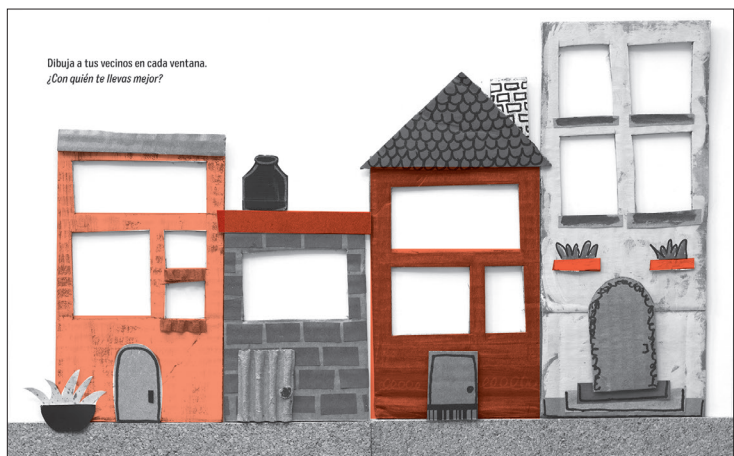 Dibuja a tus vecinos en cada ventana.
¿Con quién te llevas mejor?